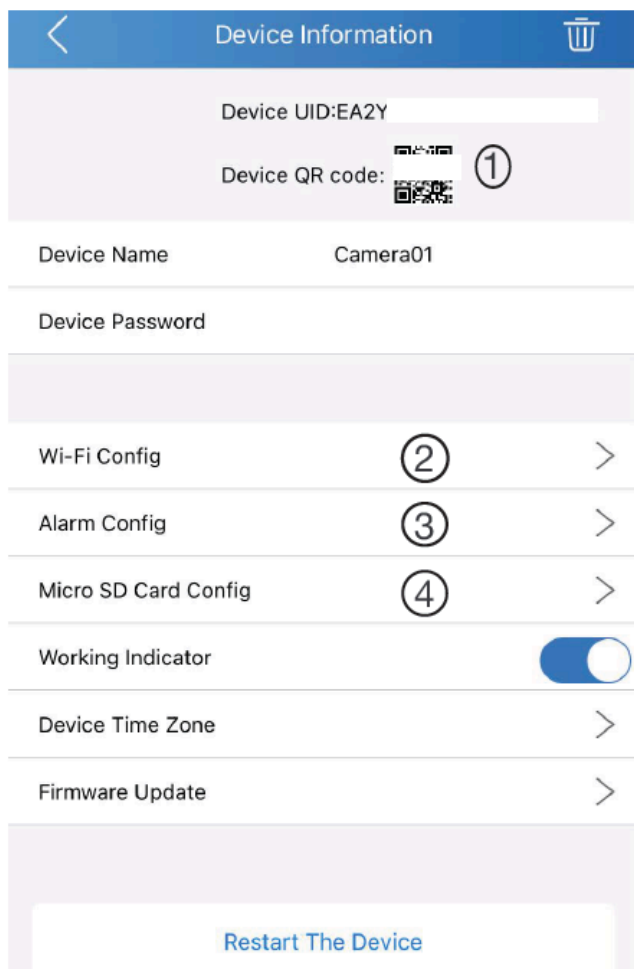 Device Information
Device UID:EA2Y
Device QR code: ①
Device Name Camera01
Device Password
Wi-Fi Config ②
Alarm Config ③
Micro SD Card Config ④
Working Indicator
Device Time Zone
Firmware Update
Restart The Device